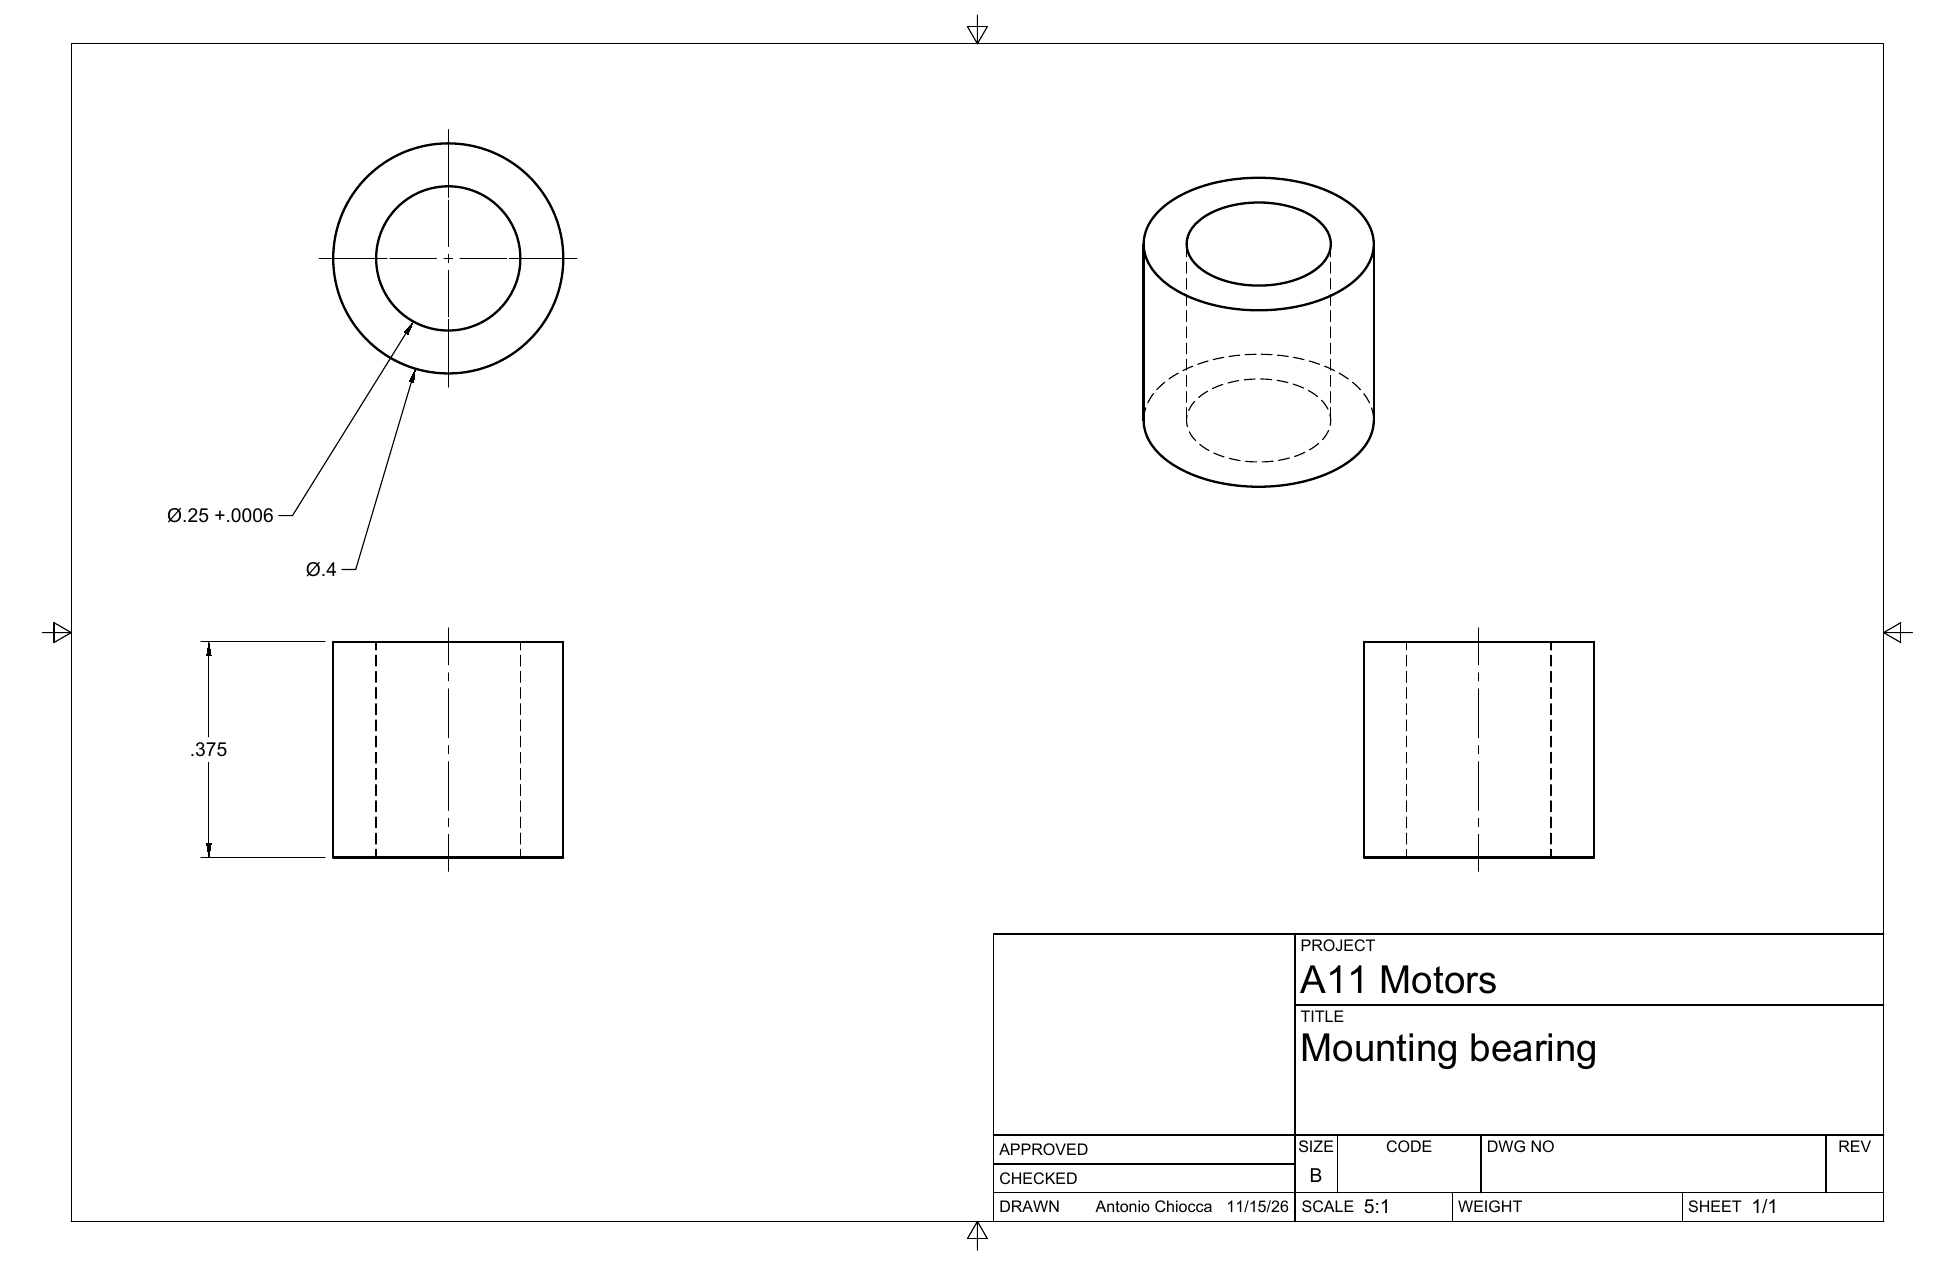 Ø.25 +.0006
Ø.4
.375
PROJECT
A11 Motors
TITLE
Mounting bearing
APPROVED
CHECKED
DRAWN Antonio Chiocca 11/15/26
SIZE
B
CODE
DWG NO
REV
SCALE 5:1
WEIGHT
SHEET 1/1